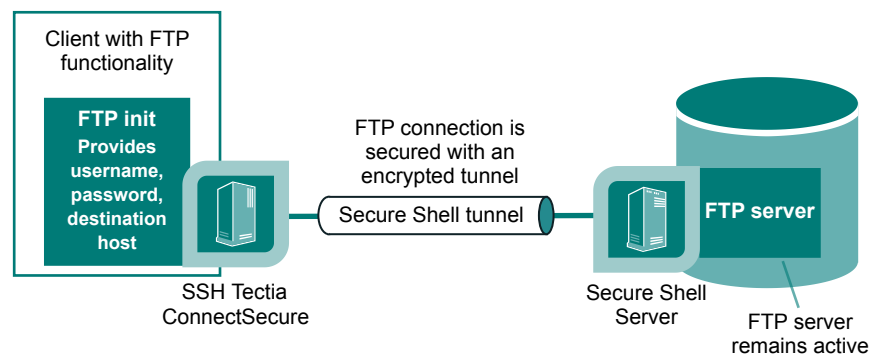 Client with FTP
functionality
FTP init
Provides
username,
password,
destination
host
SSH Tectia
ConnectSecure
FTP connection is
secured with an
encrypted tunnel
Secure Shell tunnel
FTP server
Secure Shell
Server
FTP server
remains active